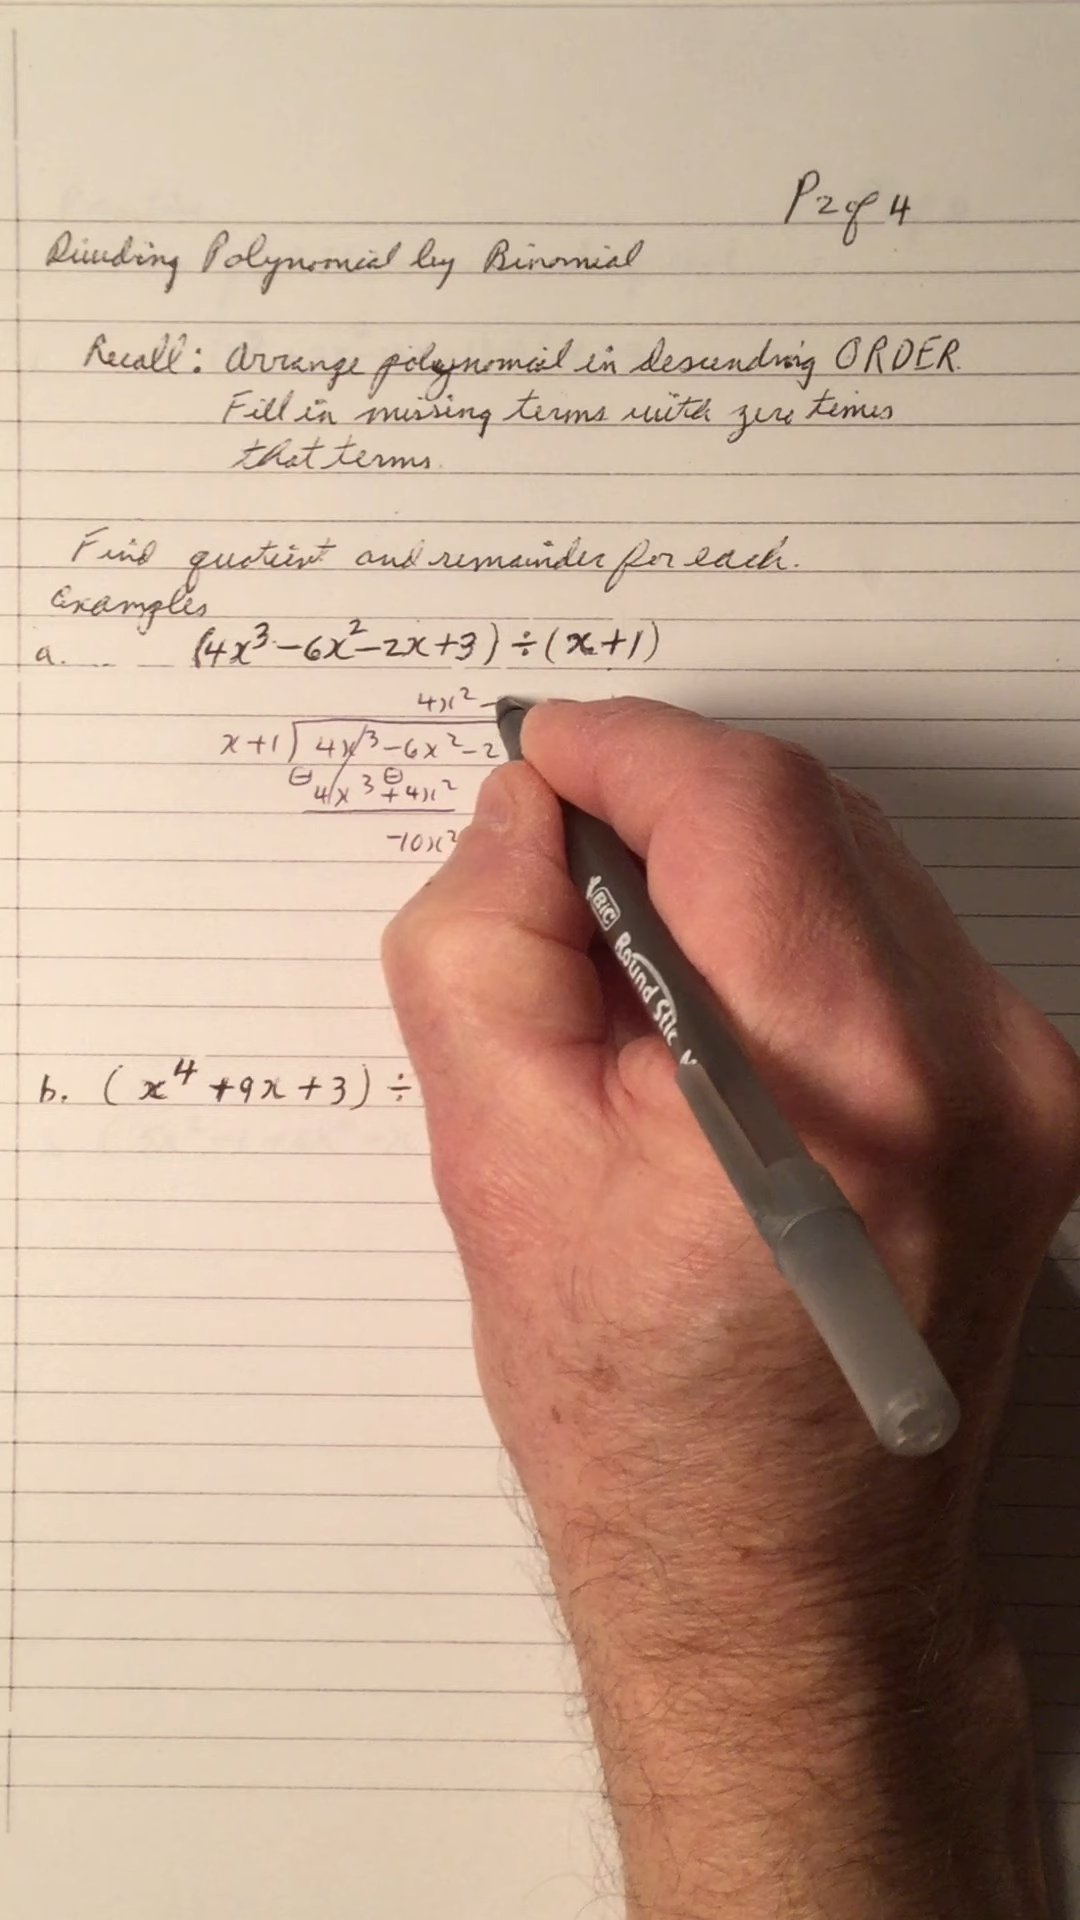 P2 of 4
Dividing Polynomial by Binomial
Recall: Arrange polynomial in descending ORDER.
Fill in missing terms with zero times
that terms.
Find quotient and remainder for each.
examples
a. (4x³-6x²-2x+3)÷(x+1)
4x² -
x+1) 4x³-6x²-2
⊖4x³ ⊖+4x²
-10x²
b. (x⁴+9x+3)÷
BIC Round Stic M